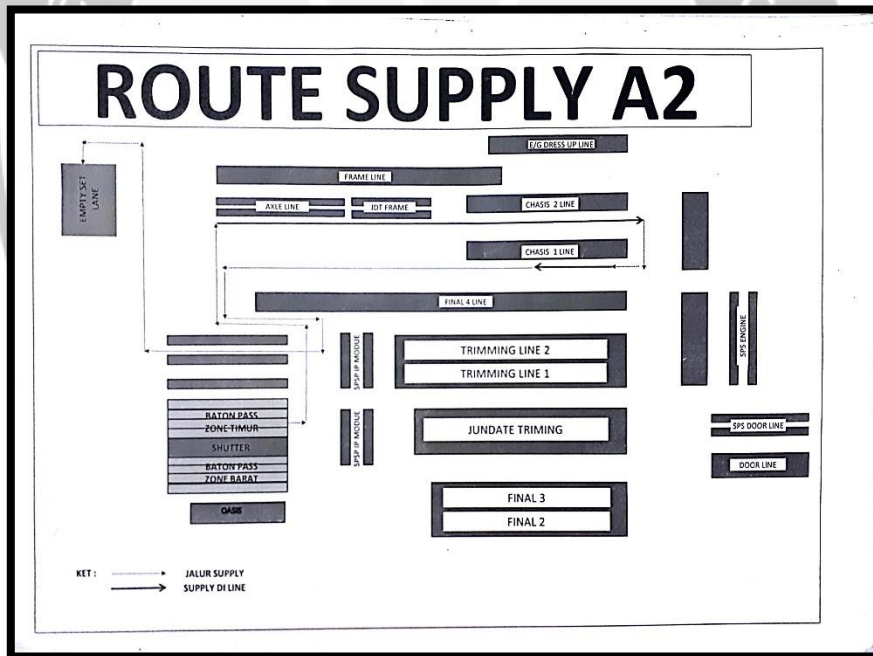 ROUTE SUPPLY A2
E/G DRESS UP LINE
EMPTY SET
LANE
FRAME LINE
AXLE LINE
JDT FRAME
CHASIS 2 LINE
CHASIS 1 LINE
FINAL 4 LINE
SPSP IP MODUE
TRIMMING LINE 2
TRIMMING LINE 1
SPS ENGINE
BATON PASS
ZONE TIMUR
SHUTTER
BATON PASS
ZONE BARAT
SPSP IP MODUE
JUNDATE TRIMING
SPS DOOR LINE
DOOR LINE
OASIS
FINAL 3
FINAL 2
KET :
JALUR SUPPLY
SUPPLY DI LINE